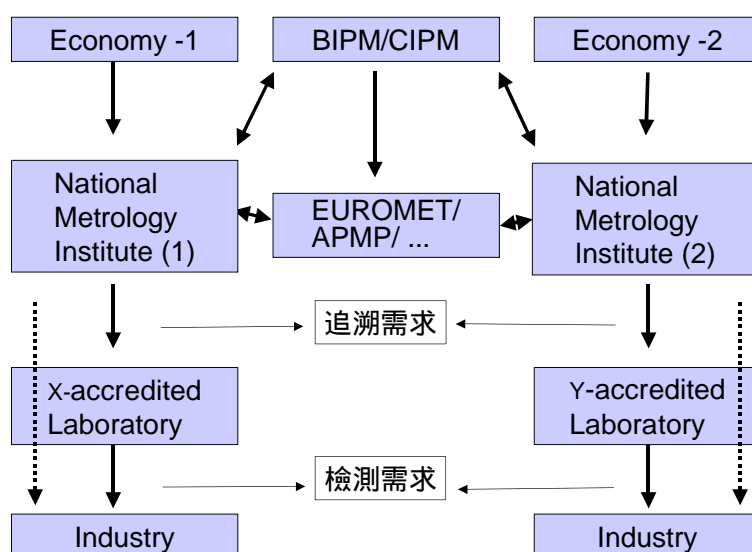 Economy -1
BIPM/CIPM
Economy -2
National
Metrology
Institute (1)
EUROMET/
APMP/ ...
National
Metrology
Institute (2)
追溯需求
X-accredited
Laboratory
Y-accredited
Laboratory
檢測需求
Industry
Industry